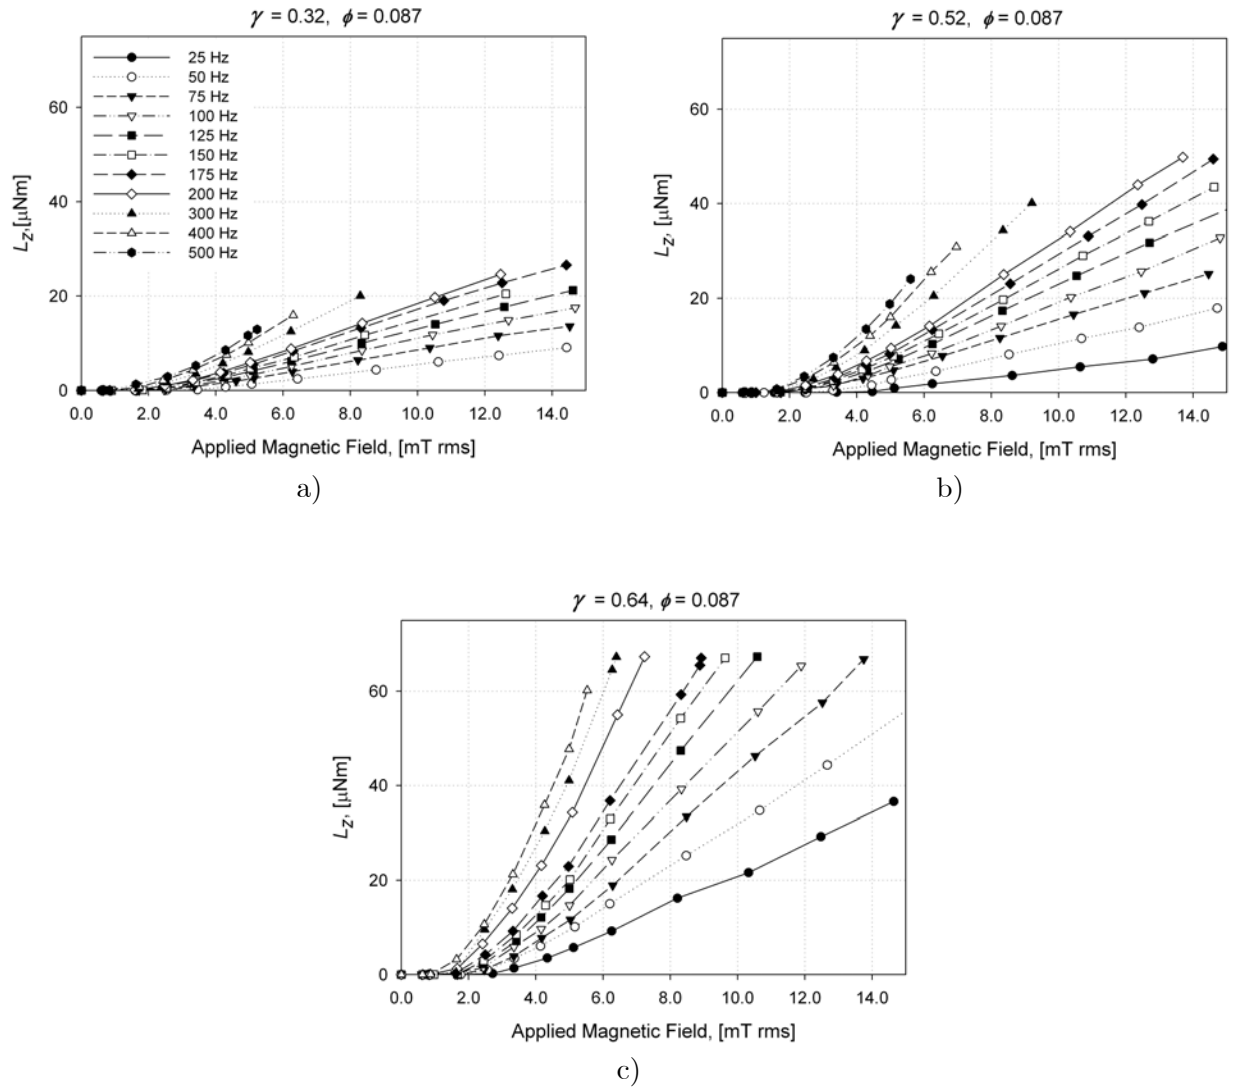 γ = 0.32, ϕ = 0.087
25 Hz
50 Hz
75 Hz
100 Hz
125 Hz
150 Hz
175 Hz
200 Hz
300 Hz
400 Hz
500 Hz
60
40
20
0
Lz, [μNm]
0.0 2.0 4.0 6.0 8.0 10.0 12.0 14.0
Applied Magnetic Field, [mT rms]
a)
γ = 0.52, ϕ = 0.087
60
40
20
0
Lz, [μNm]
0.0 2.0 4.0 6.0 8.0 10.0 12.0 14.0
Applied Magnetic Field, [mT rms]
b)
γ = 0.64, ϕ = 0.087
60
40
20
0
Lz, [μNm]
0.0 2.0 4.0 6.0 8.0 10.0 12.0 14.0
Applied Magnetic Field, [mT rms]
c)